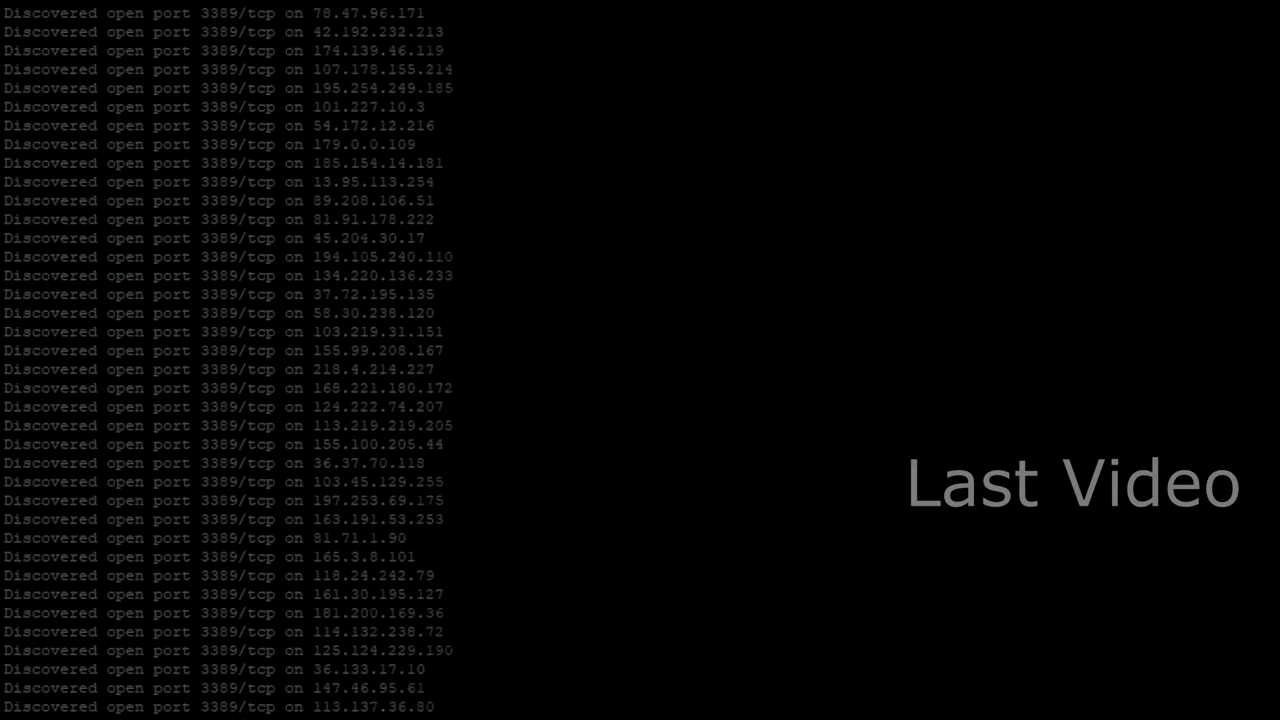 Discovered open port 3389/tcp on 78.47.96.171
Discovered open port 3389/tcp on 42.192.232.213
Discovered open port 3389/tcp on 174.139.46.119
Discovered open port 3389/tcp on 107.178.155.214
Discovered open port 3389/tcp on 195.254.249.185
Discovered open port 3389/tcp on 101.227.10.3
Discovered open port 3389/tcp on 54.172.12.216
Discovered open port 3389/tcp on 179.0.0.109
Discovered open port 3389/tcp on 185.154.14.181
Discovered open port 3389/tcp on 13.95.113.254
Discovered open port 3389/tcp on 89.208.106.51
Discovered open port 3389/tcp on 81.91.178.222
Discovered open port 3389/tcp on 45.204.30.17
Discovered open port 3389/tcp on 194.105.240.110
Discovered open port 3389/tcp on 134.220.136.233
Discovered open port 3389/tcp on 37.72.195.135
Discovered open port 3389/tcp on 58.30.238.120
Discovered open port 3389/tcp on 103.219.31.151
Discovered open port 3389/tcp on 155.99.208.167
Discovered open port 3389/tcp on 218.4.214.227
Discovered open port 3389/tcp on 168.221.180.172
Discovered open port 3389/tcp on 124.222.74.207
Discovered open port 3389/tcp on 113.219.219.205
Discovered open port 3389/tcp on 155.100.205.44
Discovered open port 3389/tcp on 36.37.70.118
Discovered open port 3389/tcp on 103.45.129.255
Discovered open port 3389/tcp on 197.253.69.175
Discovered open port 3389/tcp on 163.191.53.253
Discovered open port 3389/tcp on 81.71.1.90
Discovered open port 3389/tcp on 165.3.8.101
Discovered open port 3389/tcp on 118.24.242.79
Discovered open port 3389/tcp on 161.30.195.127
Discovered open port 3389/tcp on 181.200.169.36
Discovered open port 3389/tcp on 114.132.238.72
Discovered open port 3389/tcp on 125.124.229.190
Discovered open port 3389/tcp on 36.133.17.10
Discovered open port 3389/tcp on 147.46.95.61
Discovered open port 3389/tcp on 113.137.36.80
Last Video